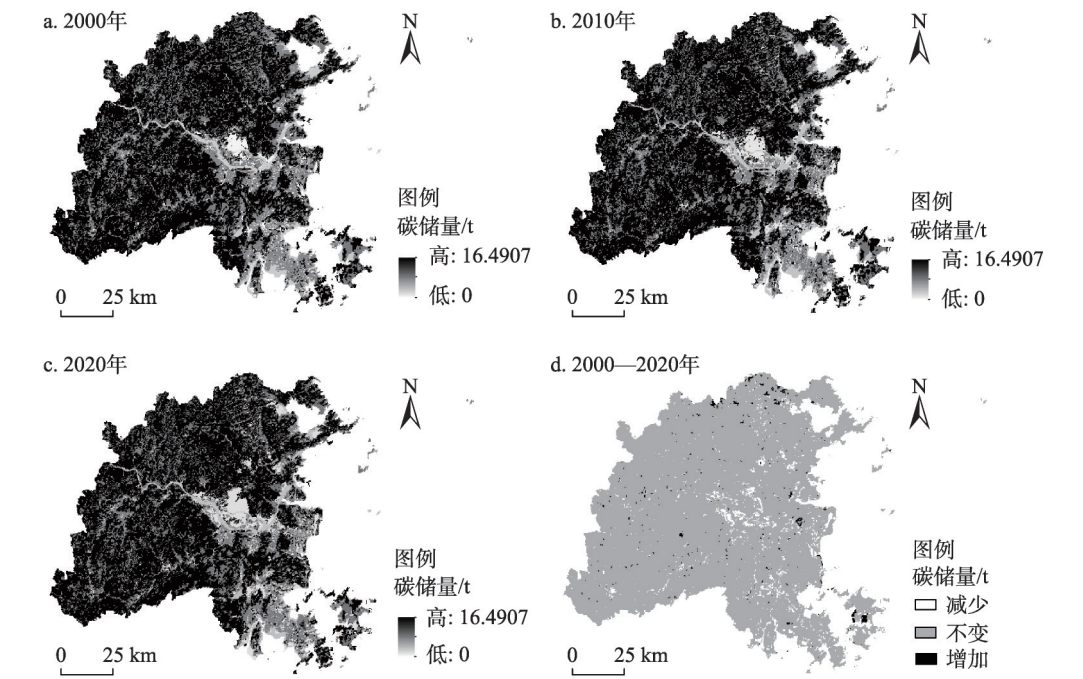 a. 2000年
N
图例
碳储量/t
高: 16.4907
低: 0
0 25 km
b. 2010年
N
图例
碳储量/t
高: 16.4907
低: 0
0 25 km
c. 2020年
N
图例
碳储量/t
高: 16.4907
低: 0
0 25 km
d. 2000—2020年
N
图例
碳储量/t
减少
不变
增加
0 25 km